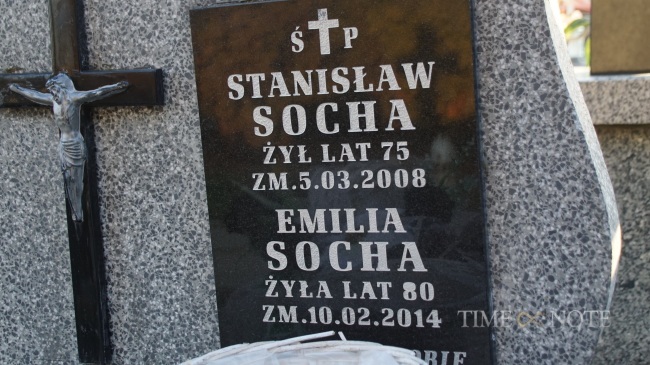 Ś P
STANISŁAW
SOCHA
ŻYŁ LAT 75
ZM.5.03.2008
EMILIA
SOCHA
ŻYŁA LAT 80
ZM.10.02.2014
TIME NOTE